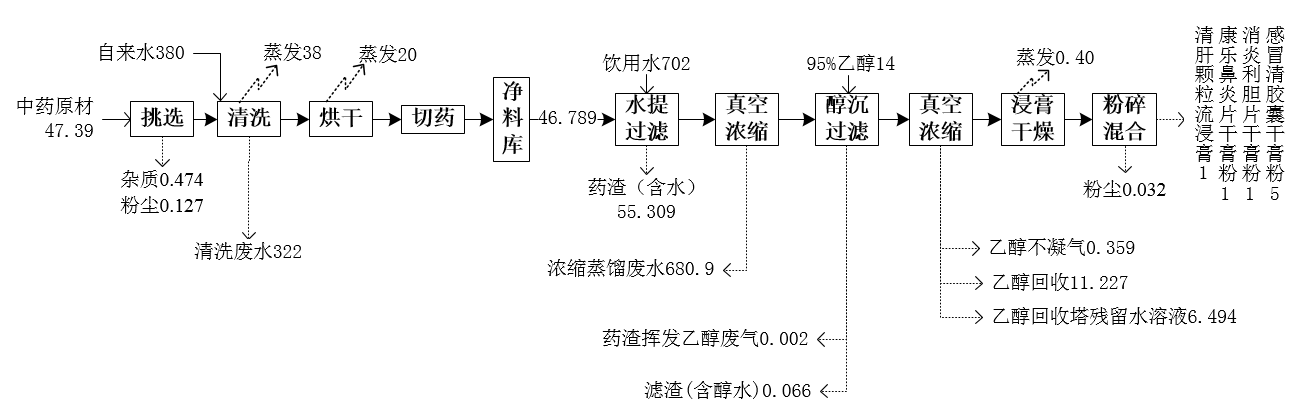 自来水380
蒸发38
蒸发20
中药原材
47.39
挑选
清洗
烘干
切药
净料库
46.789
杂质0.474
粉尘0.127
清洗废水322
饮用水702
水提
过滤
药渣（含水）
55.309
真空
浓缩
浓缩蒸馏废水680.9
95%乙醇14
醇沉
过滤
药渣挥发乙醇废气0.002
滤渣(含醇水)0.066
真空
浓缩
乙醇不凝气0.359
乙醇回收11.227
乙醇回收塔残留水溶液6.494
蒸发0.40
浸膏
干燥
粉碎
混合
粉尘0.032
清肝颗粒流浸膏1
康乐鼻炎片干膏粉1
消炎利胆片干膏粉1
感冒清胶囊干膏粉5